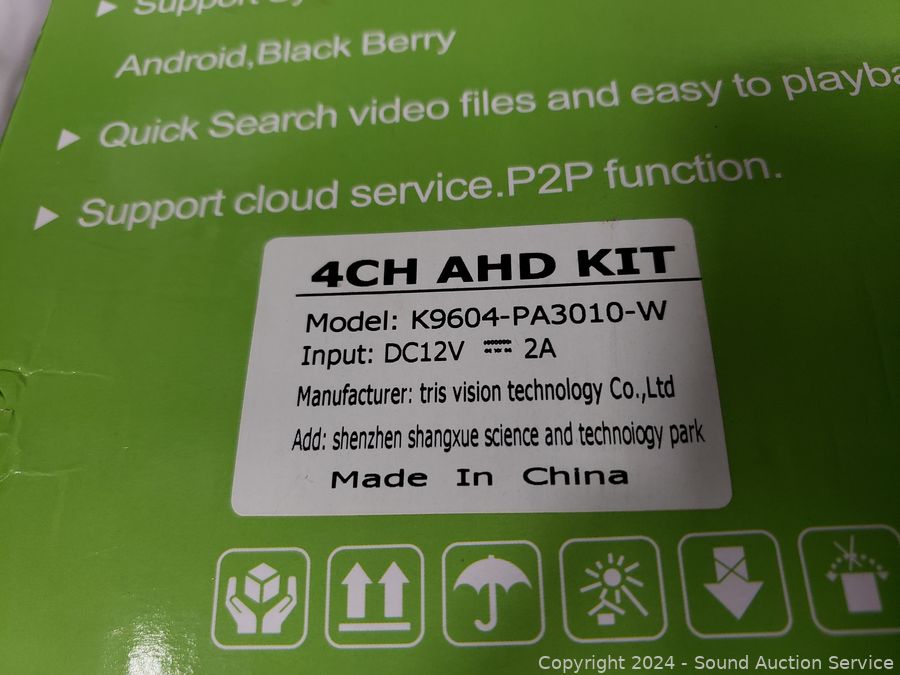 Support
Android,Black Berry
Quick Search video files and easy to
Support cloud service.P2P function.
4CH AHD KIT
Model: K9604-PA3010-W
Input: DC12V ⎓ 2A
Manufacturer: tris vision technology Co.,Ltd
Add: shenzhen shangxue science and technoiogy park
Made In China
Copyright 2024 - Sound Auction Service